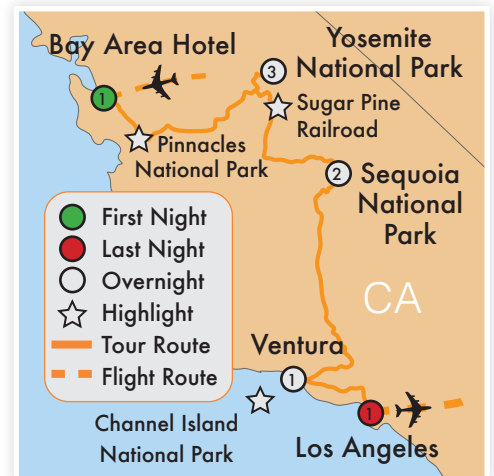 Bay Area Hotel
Yosemite
National Park
3
1
Sugar Pine
Railroad
Pinnacles
National Park
2
Sequoia
National
Park
First Night
Last Night
Overnight
Highlight
Tour Route
Flight Route
CA
Ventura
1
Channel Island
National Park
1
Los Angeles